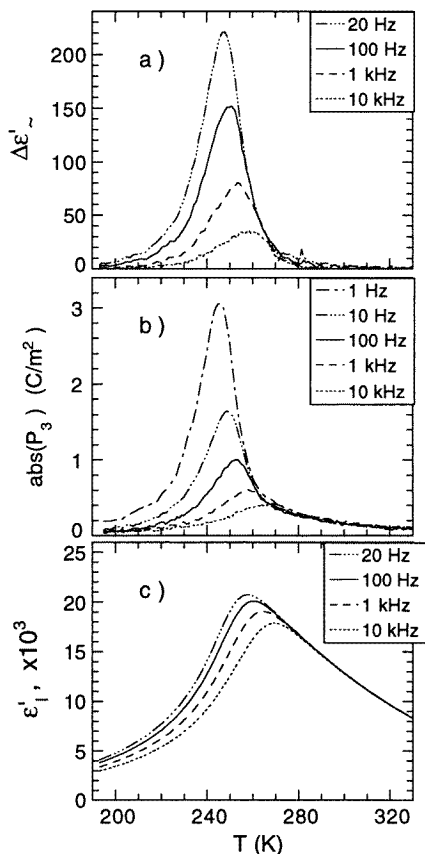 a )
20 Hz
100 Hz
1 kHz
10 kHz
Δε'~
200
150
100
50
0
b )
1 Hz
10 Hz
100 Hz
1 kHz
10 kHz
abs(P3) (C/m²)
3
2
1
0
c )
20 Hz
100 Hz
1 kHz
10 kHz
ε'| , x10³
25
20
15
10
5
0
200 240 280 320
T (K)